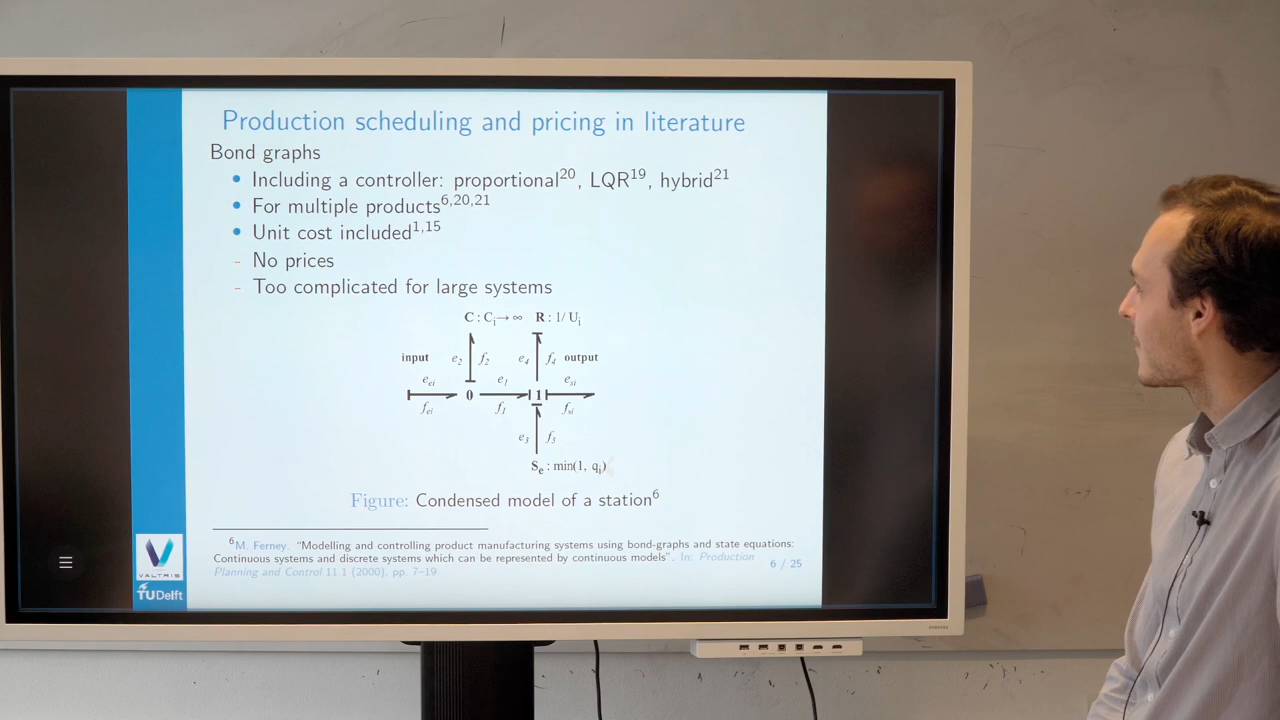 Production scheduling and pricing in literature
Bond graphs
• Including a controller: proportional20, LQR19, hybrid21
• For multiple products6,20,21
• Unit cost included1,15
- No prices
- Too complicated for large systems
C : Ci→ ∞ R : 1/ Ui
input e2 f2 e4 f4 output
eei e1 esi
0 1
fei f1 fsi
e3 f3
Se : min(1, qi)
Figure: Condensed model of a station6
6M. Ferney. “Modelling and controlling product manufacturing systems using bond-graphs and state equations:
Continuous systems and discrete systems which can be represented by continuous models”. In: Production
Planning and Control 11.1 (2000), pp. 7–19
6 / 25
VALTRIS
TU Delft
SAMSUNG